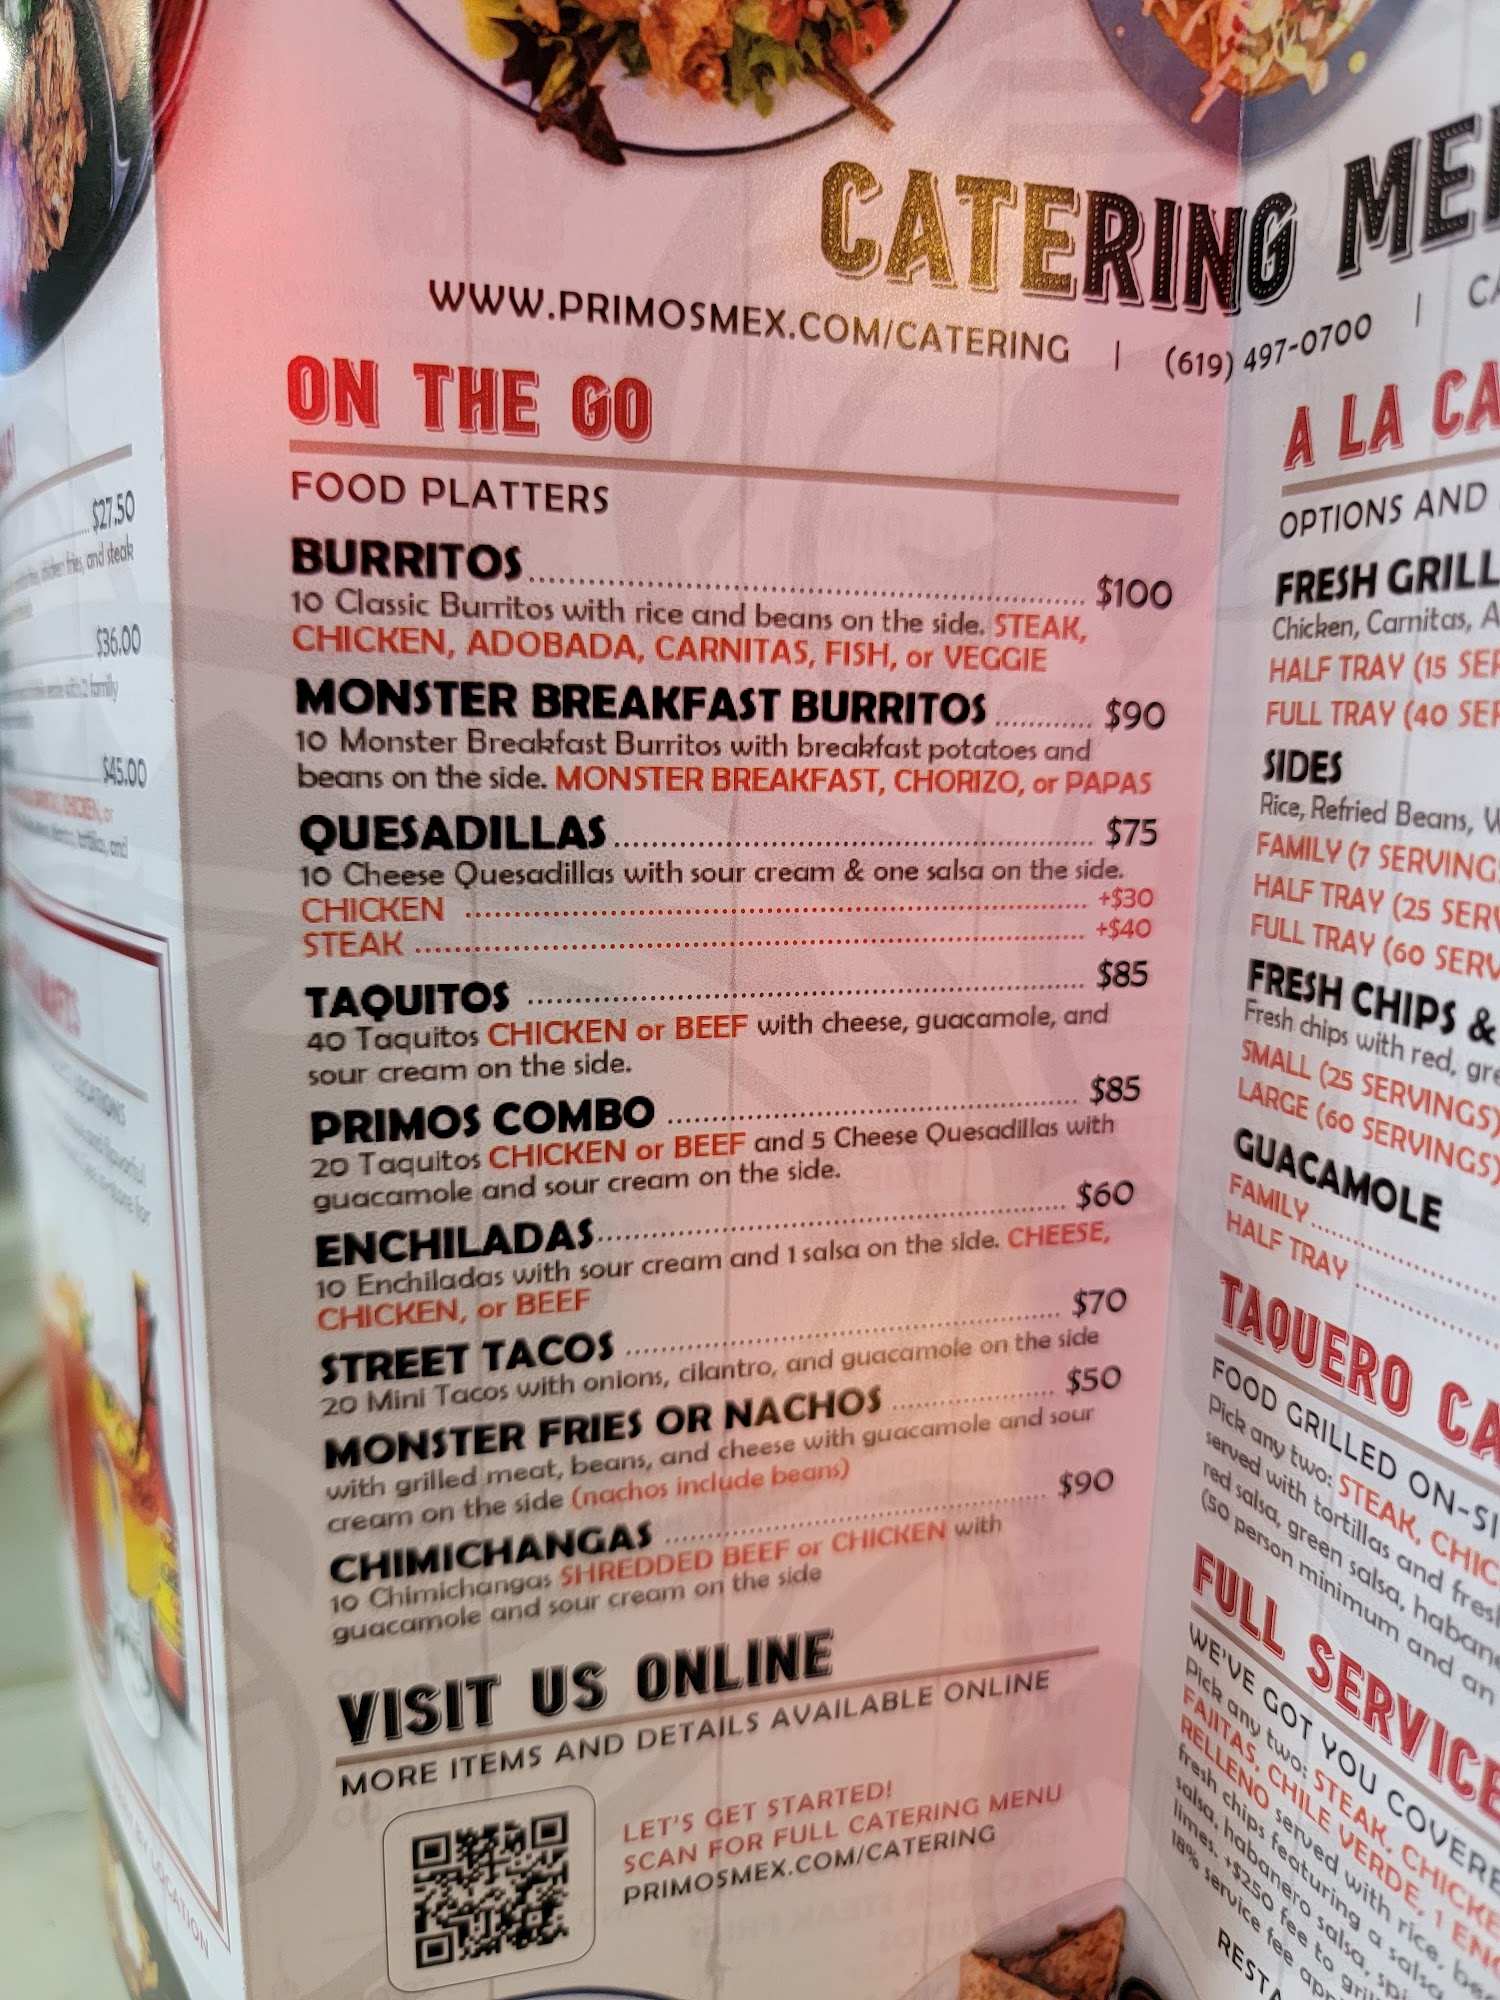 CATERING
WWW.PRIMOSMEX.COM/CATERING | (619) 497-0700 |
ON THE GO
FOOD PLATTERS
BURRITOS ........ $100
10 Classic Burritos with rice and beans on the side. STEAK,
CHICKEN, ADOBADA, CARNITAS, FISH, or VEGGIE
MONSTER BREAKFAST BURRITOS ........ $90
10 Monster Breakfast Burritos with breakfast potatoes and
beans on the side. MONSTER BREAKFAST, CHORIZO, or PAPAS
QUESADILLAS ........ $75
10 Cheese Quesadillas with sour cream & one salsa on the side.
CHICKEN ........ +$30
STEAK ........ +$40
TAQUITOS ........ $85
40 Taquitos CHICKEN or BEEF with cheese, guacamole, and
sour cream on the side.
PRIMOS COMBO ........ $85
20 Taquitos CHICKEN or BEEF and 5 Cheese Quesadillas with
guacamole and sour cream on the side.
ENCHILADAS ........ $60
10 Enchiladas with sour cream and 1 salsa on the side. CHEESE,
CHICKEN, or BEEF
STREET TACOS ........ $70
20 Mini Tacos with onions, cilantro, and guacamole on the side
MONSTER FRIES OR NACHOS ........ $50
with grilled meat, beans, and cheese with guacamole and sour
cream on the side (nachos include beans)
CHIMICHANGAS ........ $90
10 Chimichangas SHREDDED BEEF or CHICKEN with
guacamole and sour cream on the side
VISIT US ONLINE
MORE ITEMS AND DETAILS AVAILABLE ONLINE
LET'S GET STARTED!
SCAN FOR FULL CATERING MENU
PRIMOSMEX.COM/CATERING
A LA
OPTIONS AND
FRESH
Chicken, Carnitas,
HALF TRAY (15
FULL TRAY (40
SIDES
Rice, Refried Beans,
FAMILY (7
HALF TRAY (25
FULL TRAY (60
FRESH CHIPS &
Fresh chips with red,
SMALL (25 SERVINGS)
LARGE (60 SERVINGS)
GUACAMOLE
FAMILY ........
HALF TRAY ........
TAQUERO
FOOD GRILLED
Pick any two: STEAK,
served with tortillas and
red salsa, green salsa,
(50 person minimum and an
FULL SERVICE
WE'VE GOT YOU
Pick any two: STEAK,
FAJITAS, CHILE VERDE, 1
RELLENO served with rice,
fresh chips featuring a salsa
salsa, habanero salsa,
limes. +$250 fee to
18% service fee
$27.50
and steak
$36.00
family
$45.00
CHICKEN, or
and
LOCATIONS
LOCATION